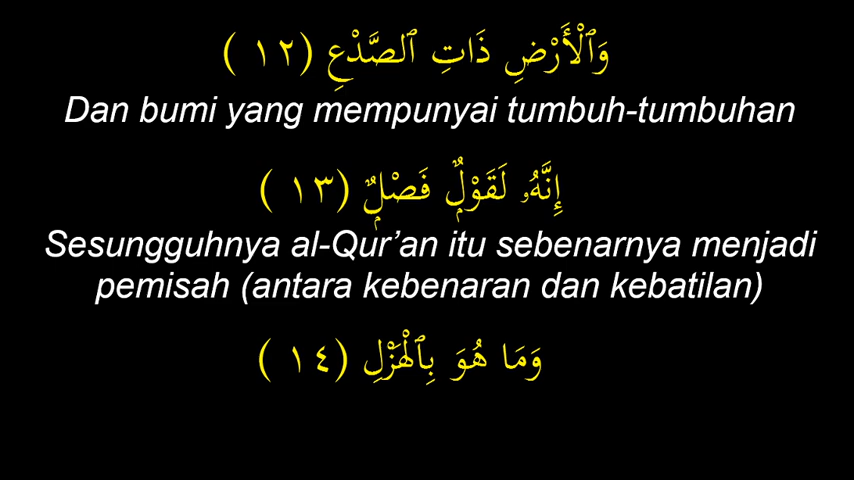 وَٱلْأَرْضِ ذَاتِ ٱلصَّدْعِ (١٢)
Dan bumi yang mempunyai tumbuh-tumbuhan
إِنَّهُۥ لَقَوْلٌۭ فَصْلٌۭ (١٣)
Sesungguhnya al-Qur’an itu sebenarnya menjadi
pemisah (antara kebenaran dan kebatilan)
وَمَا هُوَ بِٱلْهَزْلِ (١٤)